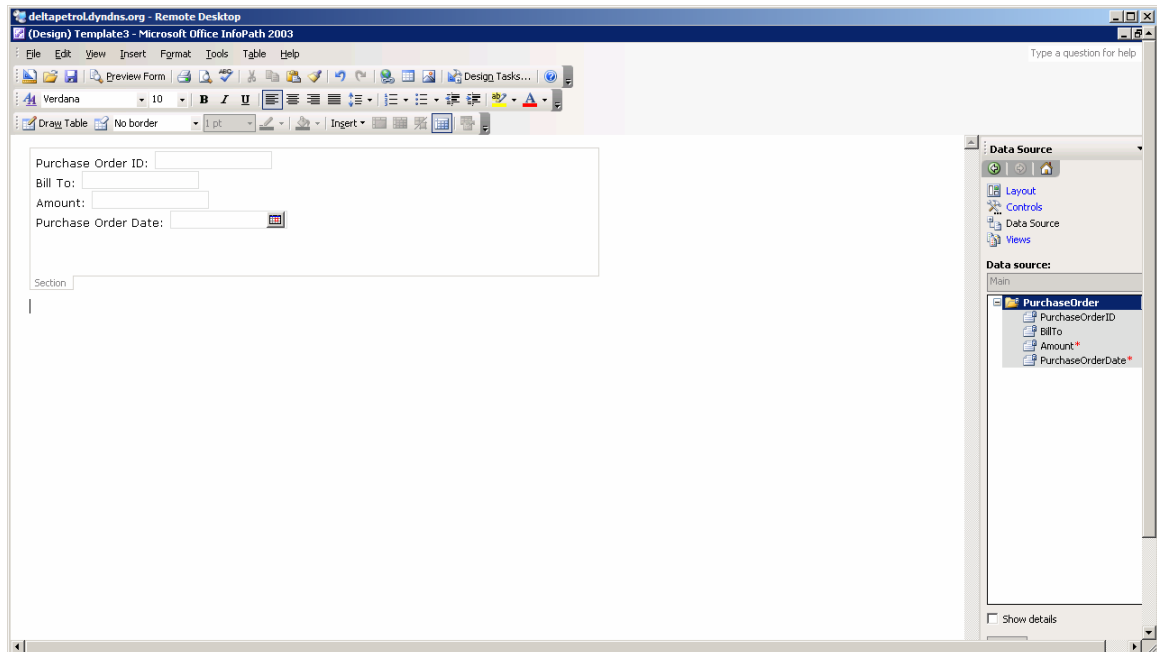 deltapetrol.dyndns.org - Remote Desktop
(Design) Template3 - Microsoft Office InfoPath 2003
File Edit View Insert Format Tools Table Help Type a question for help
Preview Form Design Tasks...
Verdana 10 B I U
Draw Table No border 1 pt Insert
Purchase Order ID:
Bill To:
Amount:
Purchase Order Date:
Section
Data Source
Layout
Controls
Data Source
Views
Data source:
Main
PurchaseOrder
PurchaseOrderID
BillTo
Amount*
PurchaseOrderDate*
Show details